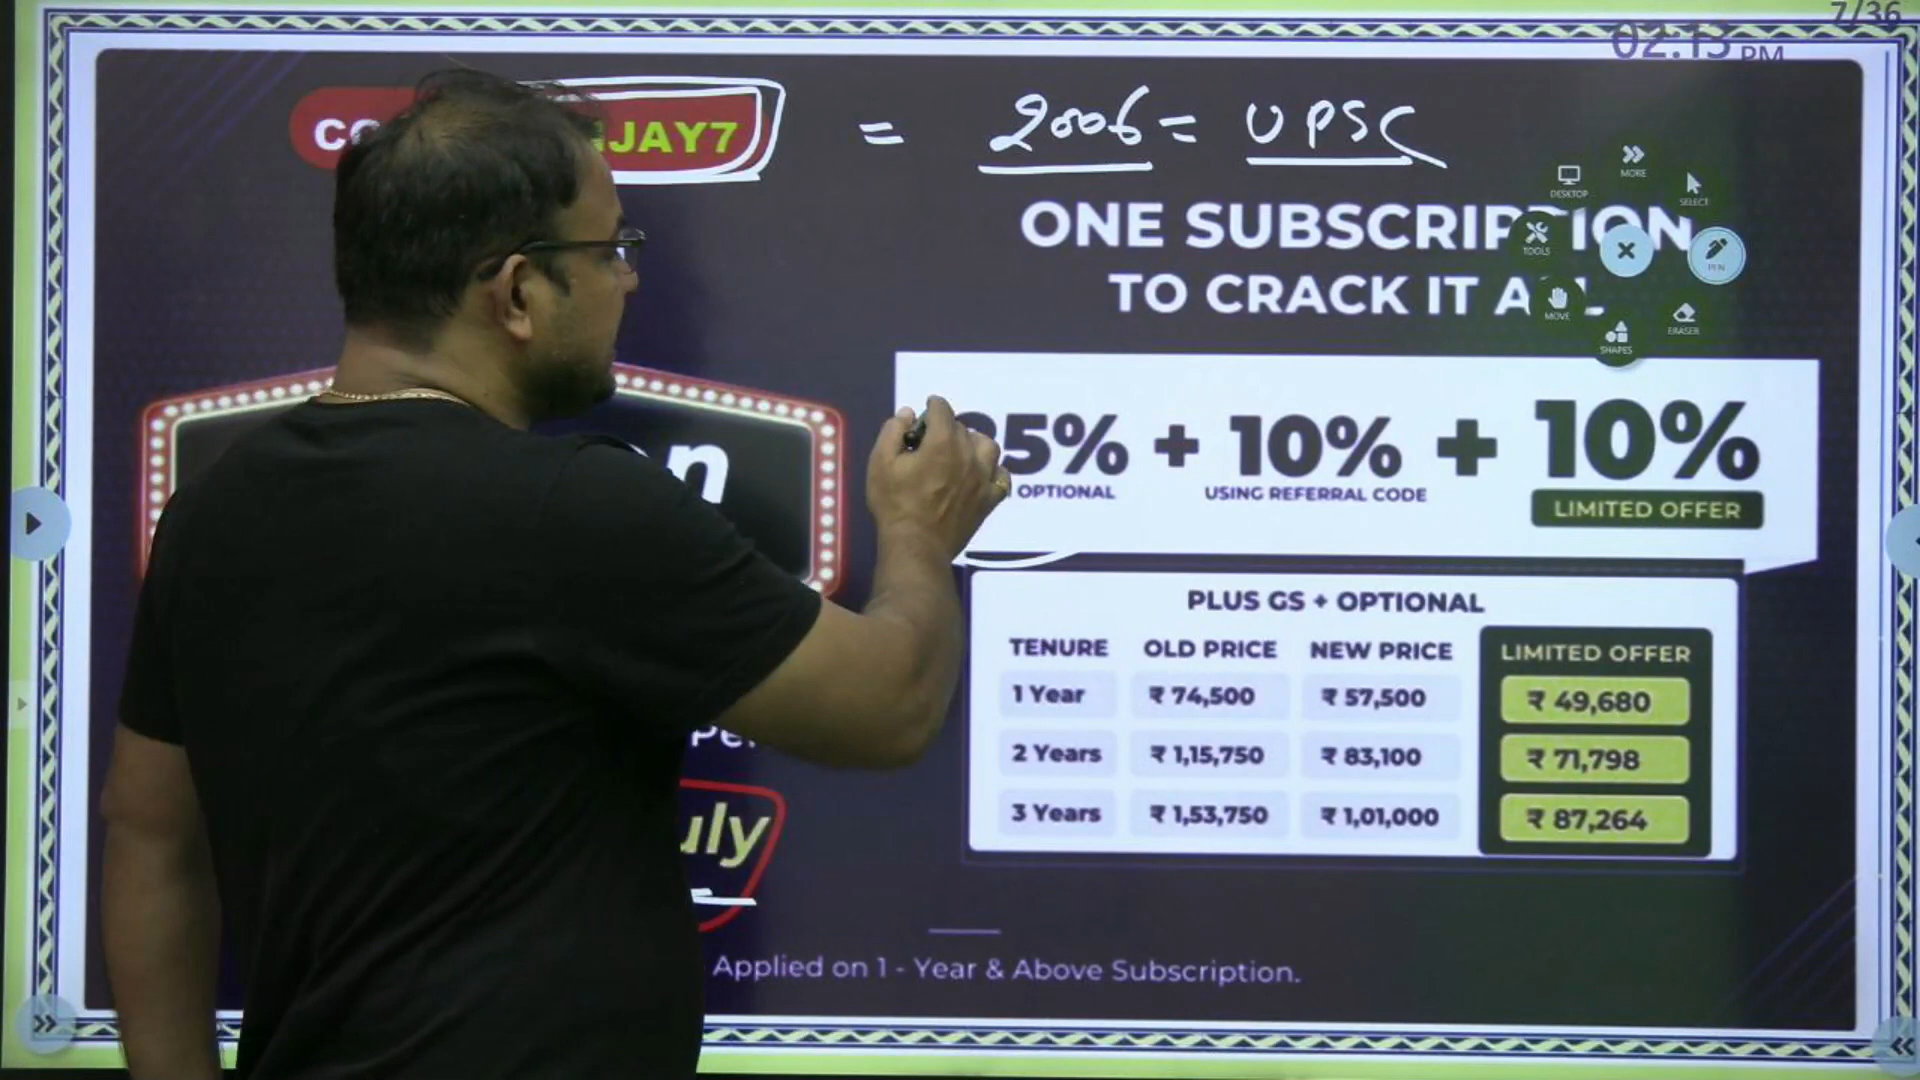 7/36
02:13 PM
JAY7 = 2006 = UPSC
MORE
DESKTOP
SELECT
TOOLS
PEN
MOVE
ERASER
SHAPES
ONE SUBSCRIPTION
TO CRACK IT ALL
5% + 10% + 10%
OPTIONAL USING REFERRAL CODE LIMITED OFFER
PLUS GS + OPTIONAL
TENURE OLD PRICE NEW PRICE LIMITED OFFER
1 Year ₹ 74,500 ₹ 57,500 ₹ 49,680
2 Years ₹ 1,15,750 ₹ 83,100 ₹ 71,798
3 Years ₹ 1,53,750 ₹ 1,01,000 ₹ 87,264
uly
Applied on 1 - Year & Above Subscription.